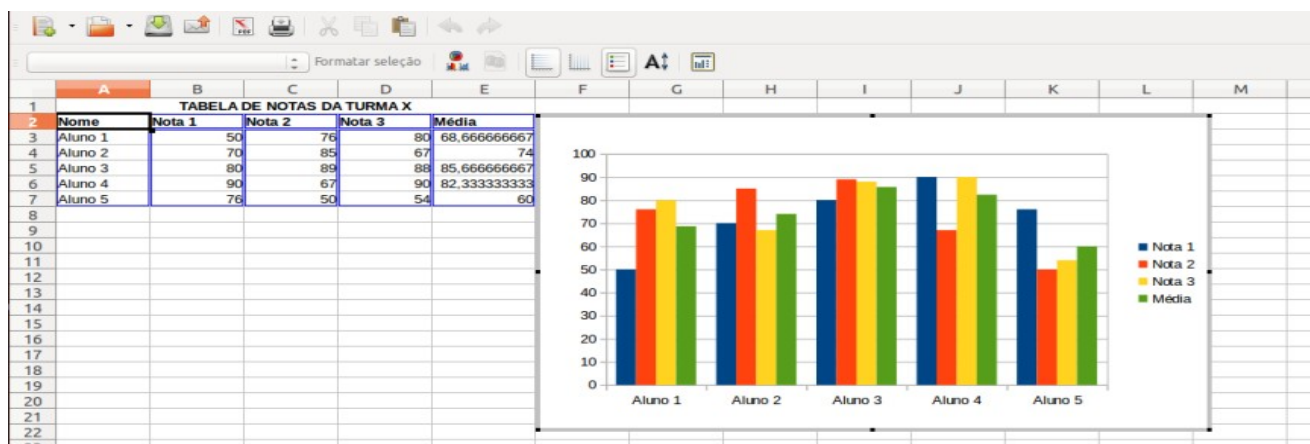 PDF
Formatar seleção
A
A B C D E F G H I J K L M
1 TABELA DE NOTAS DA TURMA X
2 Nome Nota 1 Nota 2 Nota 3 Média
3 Aluno 1 50 76 80 68,666666667
4 Aluno 2 70 85 67 74
5 Aluno 3 80 89 88 85,666666667
6 Aluno 4 90 67 90 82,333333333
7 Aluno 5 76 50 54 60
8
9
10
11
12
13
14
15
16
17
18
19
20
21
22
100
90
80
70
60
50
40
30
20
10
0
Aluno 1 Aluno 2 Aluno 3 Aluno 4 Aluno 5
Nota 1
Nota 2
Nota 3
Média